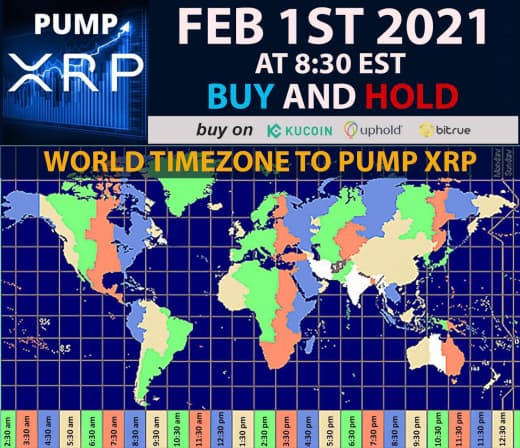 PUMP
XRP
FEB 1ST 2021
AT 8:30 EST
BUY AND HOLD
buy on KUCOIN uphold bitrue
WORLD TIMEZONE TO PUMP XRP
Monday
Sunday
2:30 am
3:30 am
4:30 am
5:30 am
6:30 am
7:30 am
8:30 am
9:30 am
10:30 am
11:30 am
12:30 pm
1:30 pm
2:30 pm
3:30 pm
4:30 pm
5:30 pm
6:30 pm
7:30 pm
8:30 pm
9:30 pm
10:30 pm
11:30 pm
12:30 am